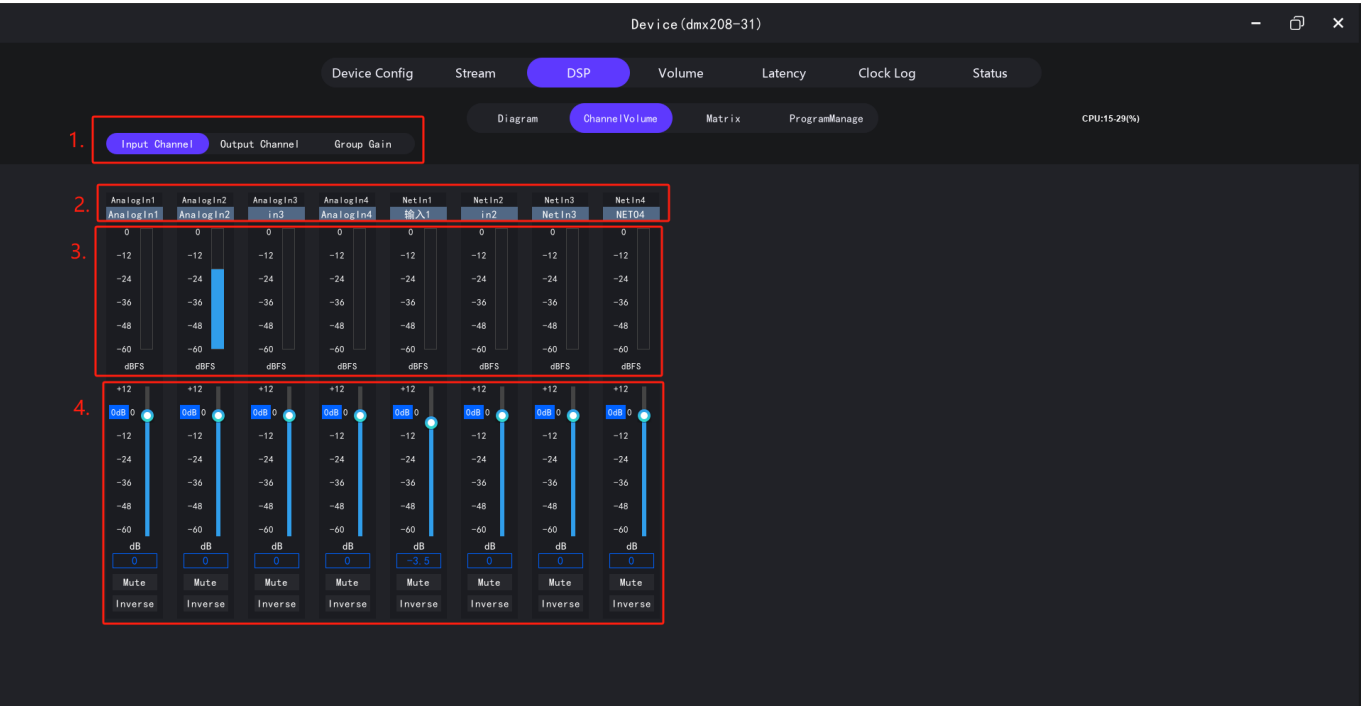 Device(dmx208-31)
Device Config Stream DSP Volume Latency Clock Log Status
Diagram ChannelVolume Matrix ProgramManage CPU:15-29(%)
1. Input Channel Output Channel Group Gain
AnalogIn1 AnalogIn2 AnalogIn3 AnalogIn4 NetIn1 NetIn2 NetIn3 NetIn4
2. AnalogIn1 AnalogIn2 in3 AnalogIn4 输入1 in2 NetIn3 NET04
0 0 0 0 0 0 0 0
3. -12 -12 -12 -12 -12 -12 -12 -12
-24 -24 -24 -24 -24 -24 -24 -24
-36 -36 -36 -36 -36 -36 -36 -36
-48 -48 -48 -48 -48 -48 -48 -48
-60 -60 -60 -60 -60 -60 -60 -60
dBFS dBFS dBFS dBFS dBFS dBFS dBFS dBFS
+12 +12 +12 +12 +12 +12 +12 +12
4. 0dB 0 0dB 0 0dB 0 0dB 0 0dB 0 0dB 0 0dB 0 0dB 0
-12 -12 -12 -12 -12 -12 -12 -12
-24 -24 -24 -24 -24 -24 -24 -24
-36 -36 -36 -36 -36 -36 -36 -36
-48 -48 -48 -48 -48 -48 -48 -48
-60 -60 -60 -60 -60 -60 -60 -60
dB dB dB dB dB dB dB dB
0 0 0 0 -3.5 0 0 0
Mute Mute Mute Mute Mute Mute Mute Mute
Inverse Inverse Inverse Inverse Inverse Inverse Inverse Inverse